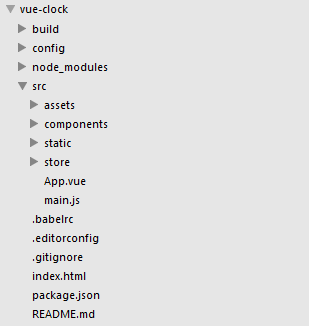 vue-clock
build
config
node_modules
src
assets
components
static
store
App.vue
main.js
.babelrc
.editorconfig
.gitignore
index.html
package.json
README.md